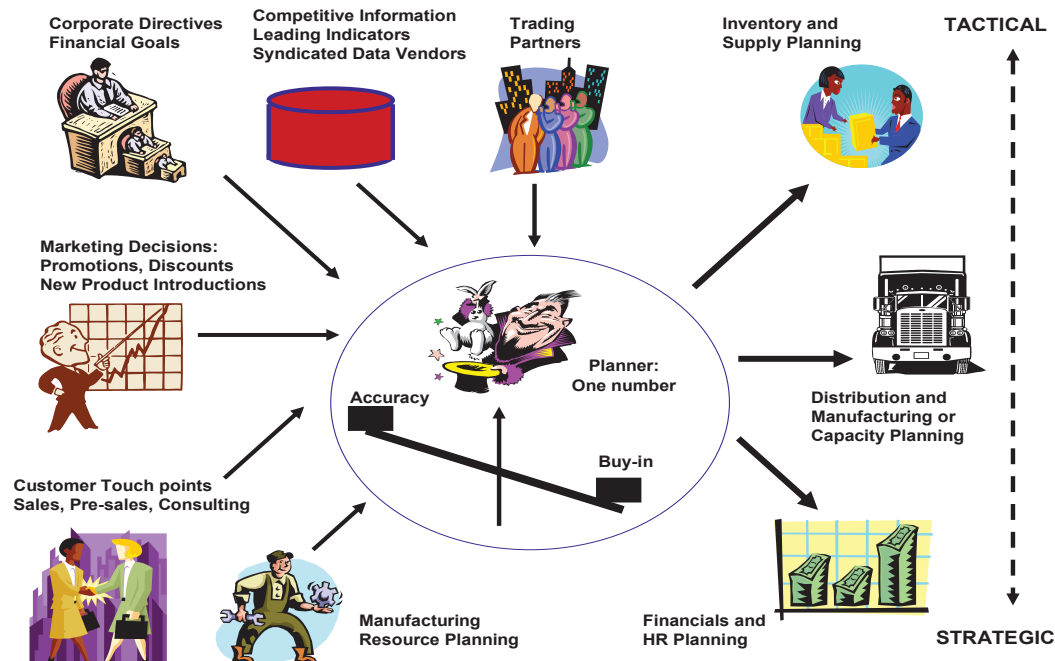 Corporate Directives
Financial Goals
Competitive Information
Leading Indicators
Syndicated Data Vendors
Trading
Partners
Inventory and
Supply Planning
TACTICAL
Marketing Decisions:
Promotions, Discounts
New Product Introductions
Planner:
One number
Accuracy
Buy-in
Distribution and
Manufacturing or
Capacity Planning
Customer Touch points
Sales, Pre-sales, Consulting
Manufacturing
Resource Planning
Financials and
HR Planning
STRATEGIC